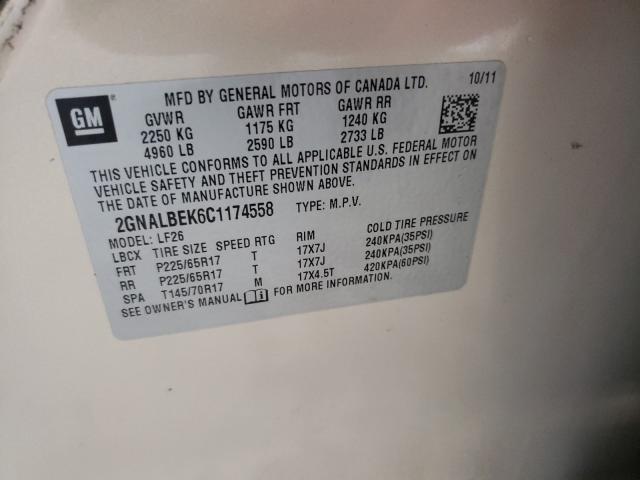 GM
MFD BY GENERAL MOTORS OF CANADA LTD. 10/11
GVWR GAWR FRT GAWR RR
2250 KG 1175 KG 1240 KG
4960 LB 2590 LB 2733 LB
THIS VEHICLE CONFORMS TO ALL APPLICABLE U.S. FEDERAL MOTOR
VEHICLE SAFETY AND THEFT PREVENTION STANDARDS IN EFFECT ON
THE DATE OF MANUFACTURE SHOWN ABOVE.
2GNALBEK6C1174558 TYPE: M.P.V.
MODEL: LF26
LBCX TIRE SIZE SPEED RTG RIM COLD TIRE PRESSURE
FRT P225/65R17 T 17X7J 240KPA(35PSI)
RR P225/65R17 T 17X7J 240KPA(35PSI)
SPA T145/70R17 M 17X4.5T 420KPA(60PSI)
SEE OWNER'S MANUAL FOR MORE INFORMATION.